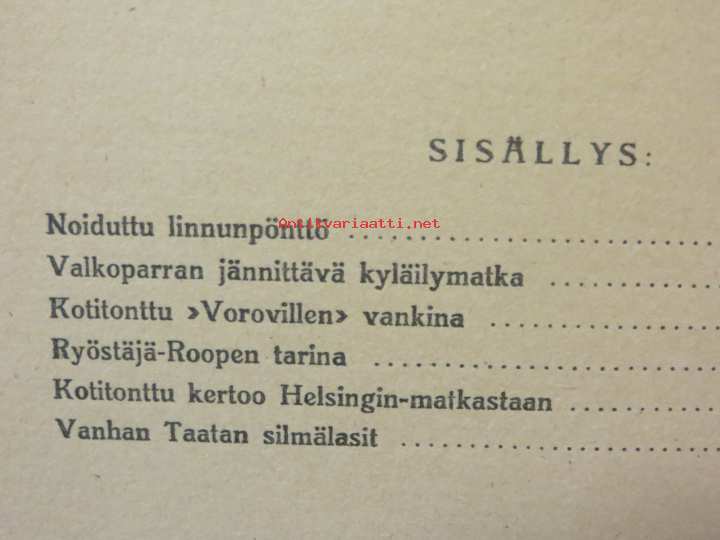 SISÄLLYS:
Antikvariaatti.net
Noiduttu linnunpönttö ....................
Valkoparran jännittävä kyläilymatka ............
Kotitonttu »Vorovillen» vankina ................
Ryöstäjä-Roopen tarina ........................
Kotitonttu kertoo Helsingin-matkastaan ..........
Vanhan Taatan silmälasit ......................